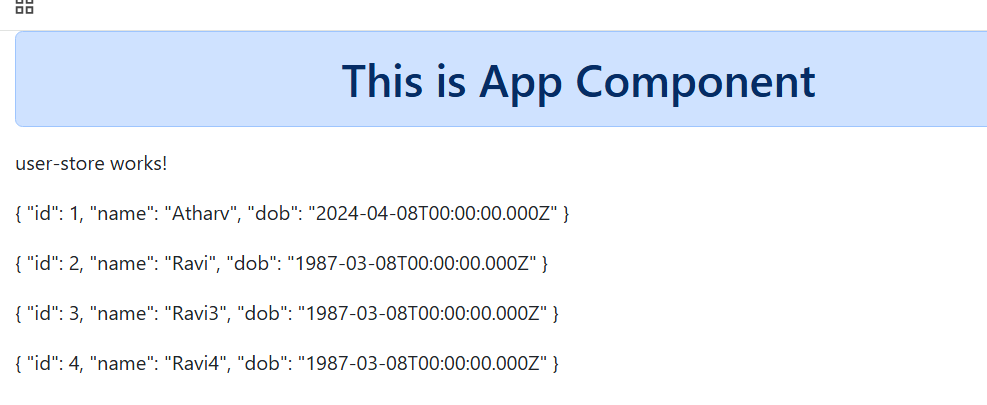 This is App Component
user-store works!
{ "id": 1, "name": "Atharv", "dob": "2024-04-08T00:00:00.000Z" }
{ "id": 2, "name": "Ravi", "dob": "1987-03-08T00:00:00.000Z" }
{ "id": 3, "name": "Ravi3", "dob": "1987-03-08T00:00:00.000Z" }
{ "id": 4, "name": "Ravi4", "dob": "1987-03-08T00:00:00.000Z" }